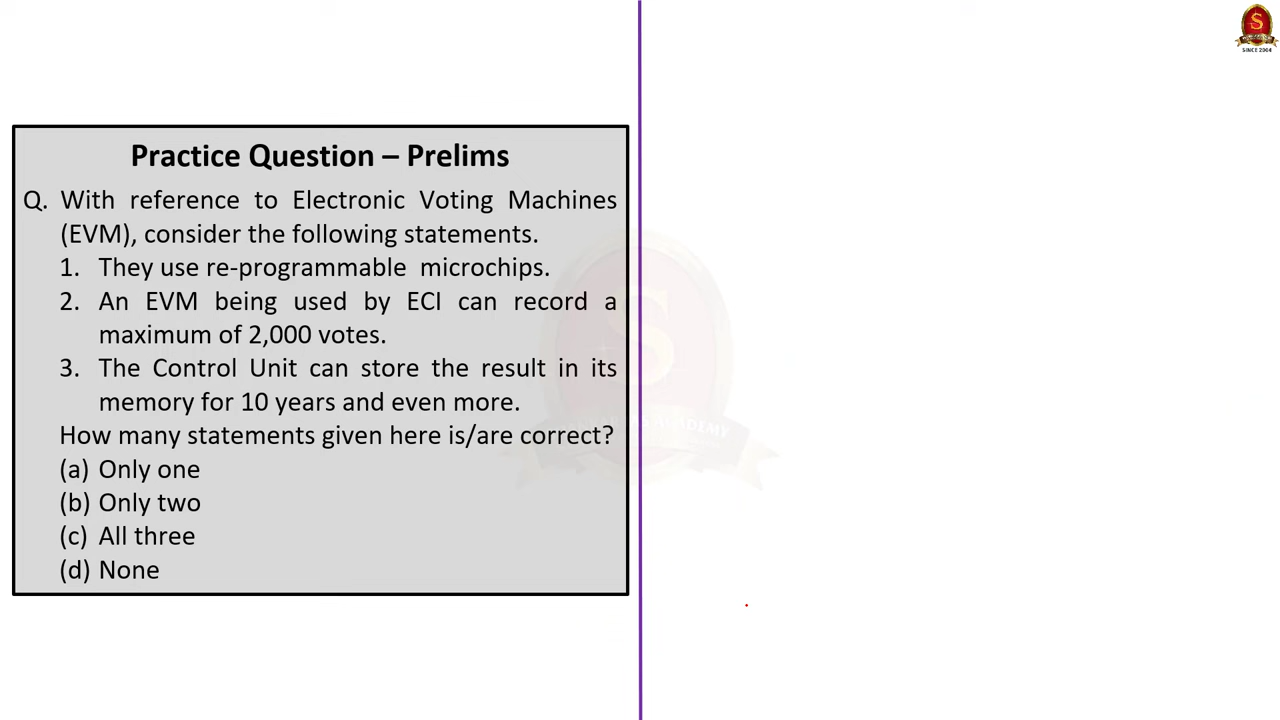 S
SINCE 2004
Practice Question – Prelims
Q. With reference to Electronic Voting Machines
(EVM), consider the following statements.
1. They use re-programmable microchips.
2. An EVM being used by ECI can record a
maximum of 2,000 votes.
3. The Control Unit can store the result in its
memory for 10 years and even more.
How many statements given here is/are correct?
(a) Only one
(b) Only two
(c) All three
(d) None
S
ACADEMY